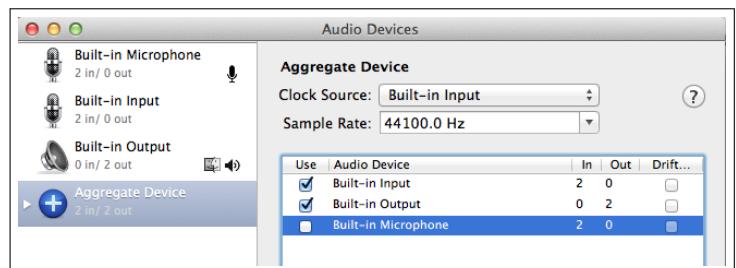 Audio Devices
Built-in Microphone
2 in/ 0 out
Built-in Input
2 in/ 0 out
Built-in Output
0 in/ 2 out
Aggregate Device
2 in/ 2 out
Aggregate Device
Clock Source: Built-in Input
?
Sample Rate: 44100.0 Hz
Use Audio Device In Out Drift...
Built-in Input 2 0
Built-in Output 0 2
Built-in Microphone 2 0